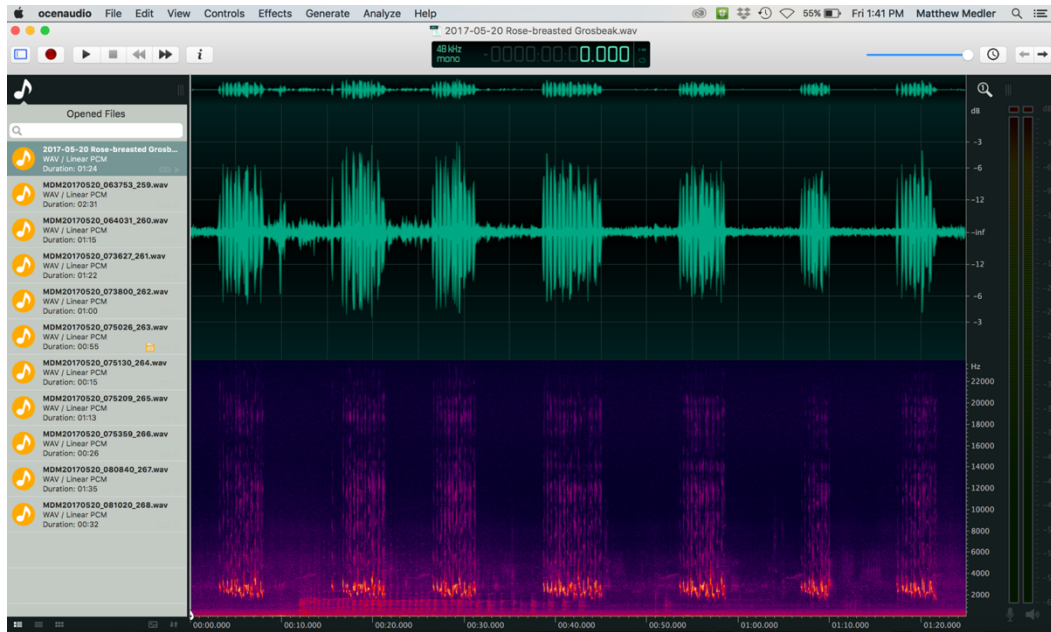 ocenaudio File Edit View Controls Effects Generate Analyze Help 55% Fri 1:41 PM Matthew Medler
2017-05-20 Rose-breasted Grosbeak.wav
48 kHz
mono
0.000
Opened Files
2017-05-20 Rose-breasted Grosb...
WAV / Linear PCM
Duration: 01:24
MDM20170520_063753_259.wav
WAV / Linear PCM
Duration: 02:31
MDM20170520_064031_260.wav
WAV / Linear PCM
Duration: 01:15
MDM20170520_073627_261.wav
WAV / Linear PCM
Duration: 01:22
MDM20170520_073800_262.wav
WAV / Linear PCM
Duration: 01:00
MDM20170520_075026_263.wav
WAV / Linear PCM
Duration: 00:55
MDM20170520_075130_264.wav
WAV / Linear PCM
Duration: 00:15
MDM20170520_075209_265.wav
WAV / Linear PCM
Duration: 01:13
MDM20170520_075359_266.wav
WAV / Linear PCM
Duration: 00:26
MDM20170520_080840_267.wav
WAV / Linear PCM
Duration: 01:35
MDM20170520_081020_268.wav
WAV / Linear PCM
Duration: 00:32
dB
-3
-6
-12
-inf
-12
-6
-3
Hz
22000
20000
18000
16000
14000
12000
10000
8000
6000
4000
2000
00:00.000 00:10.000 00:20.000 00:30.000 00:40.000 00:50.000 01:00.000 01:10.000 01:20.000